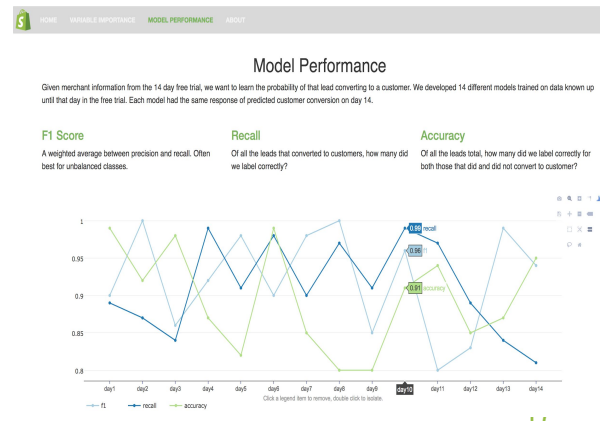 HOME VARIABLE IMPORTANCE MODEL PERFORMANCE ABOUT
Model Performance
Given merchant information from the 14 day free trial, we want to learn the probability of that lead converting to a customer. We developed 14 different models trained on data known up
until that day in the free trial. Each model had the same response of predicted customer conversion on day 14.
F1 Score
A weighted average between precision and recall. Often
best for unbalanced classes.
Recall
Of all the leads that converted to customers, how many did
we label correctly?
Accuracy
Of all the leads total, how many did we label correctly for
both those that did and did not convert to customer?
1
0.95
0.9
0.85
0.8
0.99 recall
0.96 f1
0.91 accuracy
day1 day2 day3 day4 day5 day6 day7 day8 day9 day10 day11 day12 day13 day14
Click a legend item to remove, double click to isolate.
f1 recall accuracy